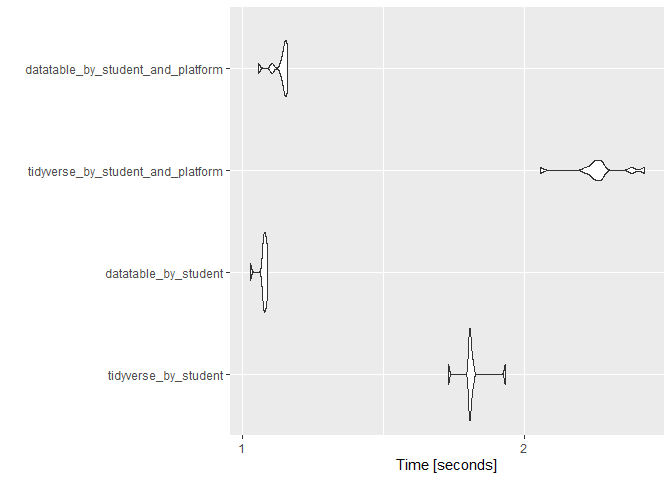 datatable_by_student_and_platform
tidyverse_by_student_and_platform
datatable_by_student
tidyverse_by_student
1 2
Time [seconds]